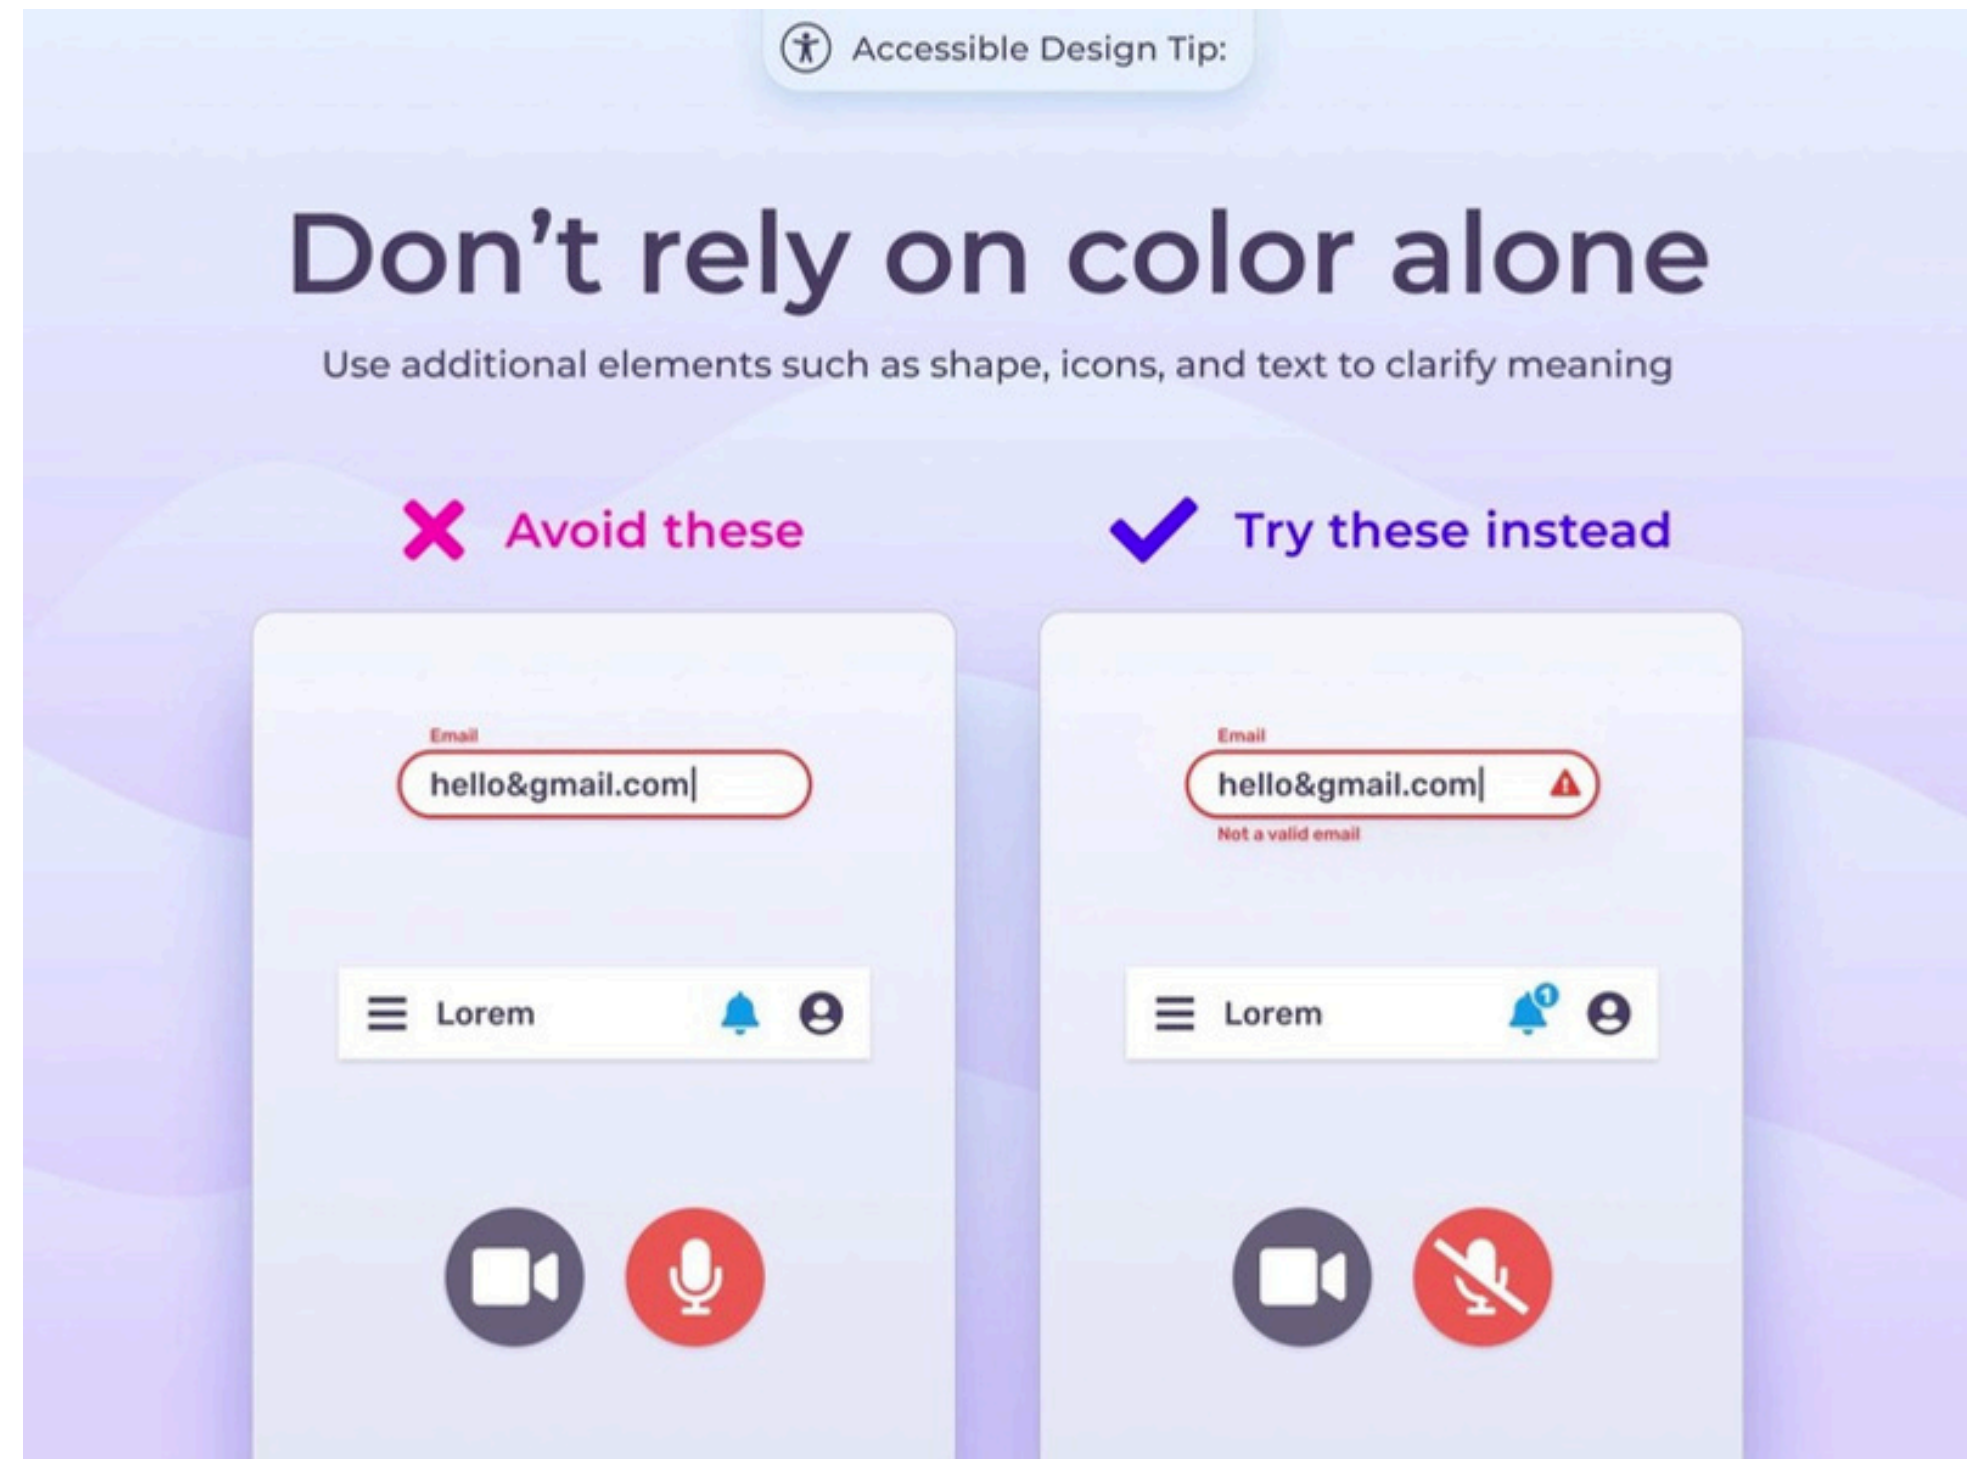 Accessible Design Tip:
Don't rely on color alone
Use additional elements such as shape, icons, and text to clarify meaning
Avoid these
Try these instead
Email
hello&gmail.com
Lorem
Email
hello&gmail.com
Not a valid email
Lorem
1